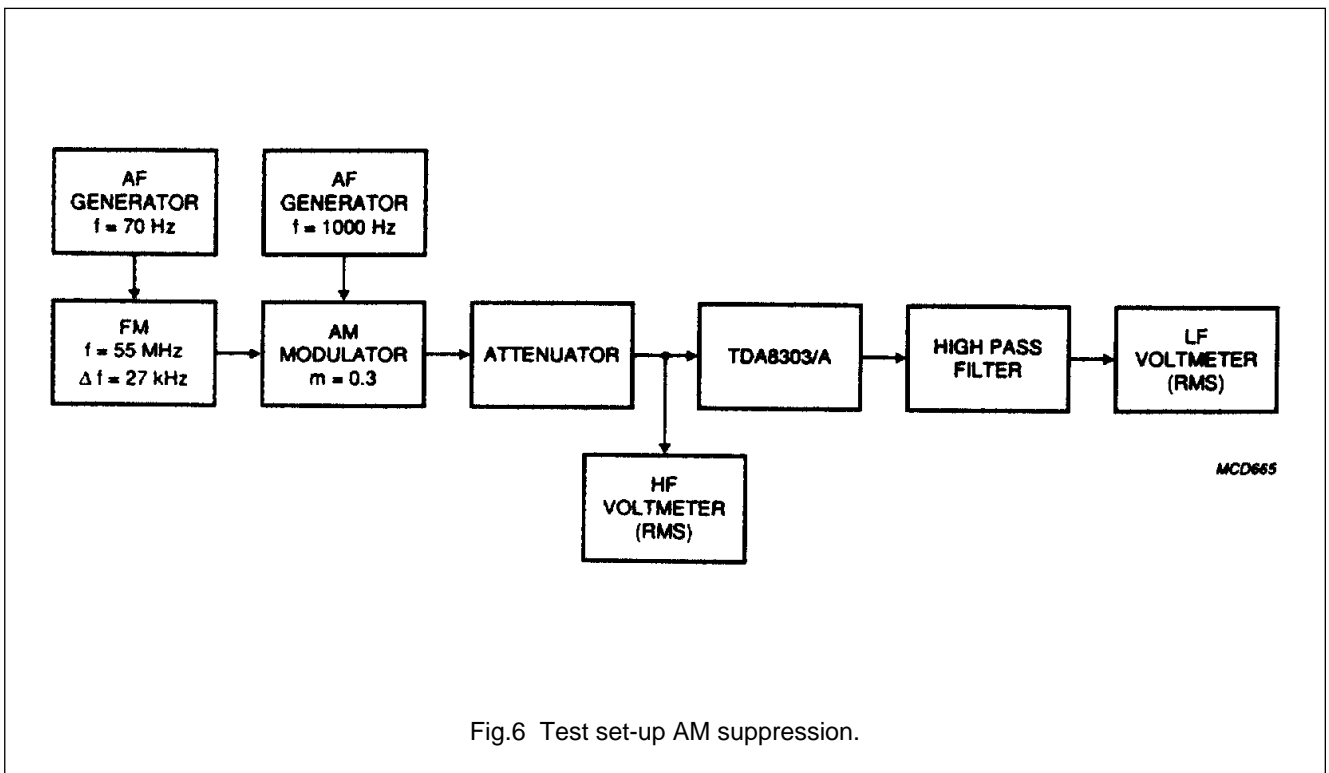 AF
GENERATOR
f = 70 Hz
AF
GENERATOR
f = 1000 Hz
FM
f = 55 MHz
Δ f = 27 kHz
AM
MODULATOR
m = 0.3
ATTENUATOR
TDA8303/A
HIGH PASS
FILTER
LF
VOLTMETER
(RMS)
HF
VOLTMETER
(RMS)
MCD665
Fig.6 Test set-up AM suppression.